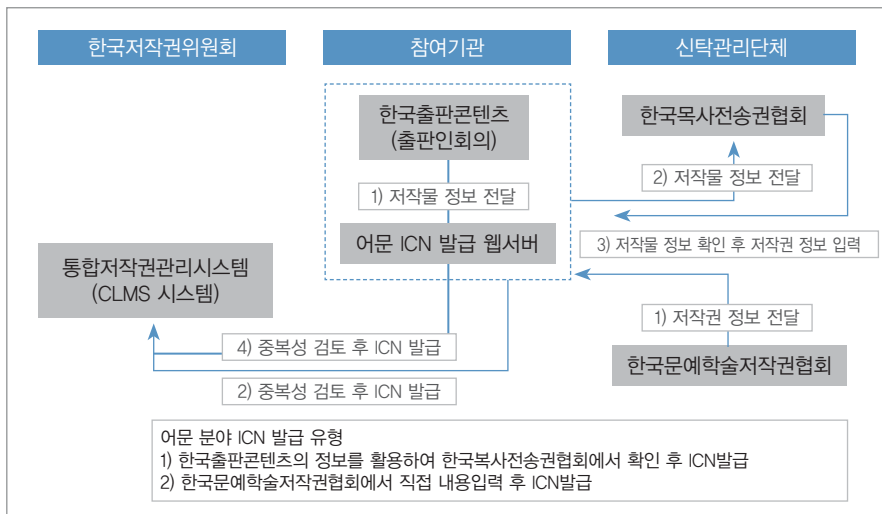 한국저작권위원회
참여기관
신탁관리단체
한국출판콘텐츠
(출판인회의)
한국목사전송권협회
1) 저작물 정보 전달
2) 저작물 정보 전달
어문 ICN 발급 웹서버
3) 저작물 정보 확인 후 저작권 정보 입력
통합저작권관리시스템
(CLMS 시스템)
1) 저작권 정보 전달
4) 중복성 검토 후 ICN 발급
한국문예학술저작권협회
2) 중복성 검토 후 ICN 발급
어문 분야 ICN 발급 유형
1) 한국출판콘텐츠의 정보를 활용하여 한국복사전송권협회에서 확인 후 ICN발급
2) 한국문예학술저작권협회에서 직접 내용입력 후 ICN발급